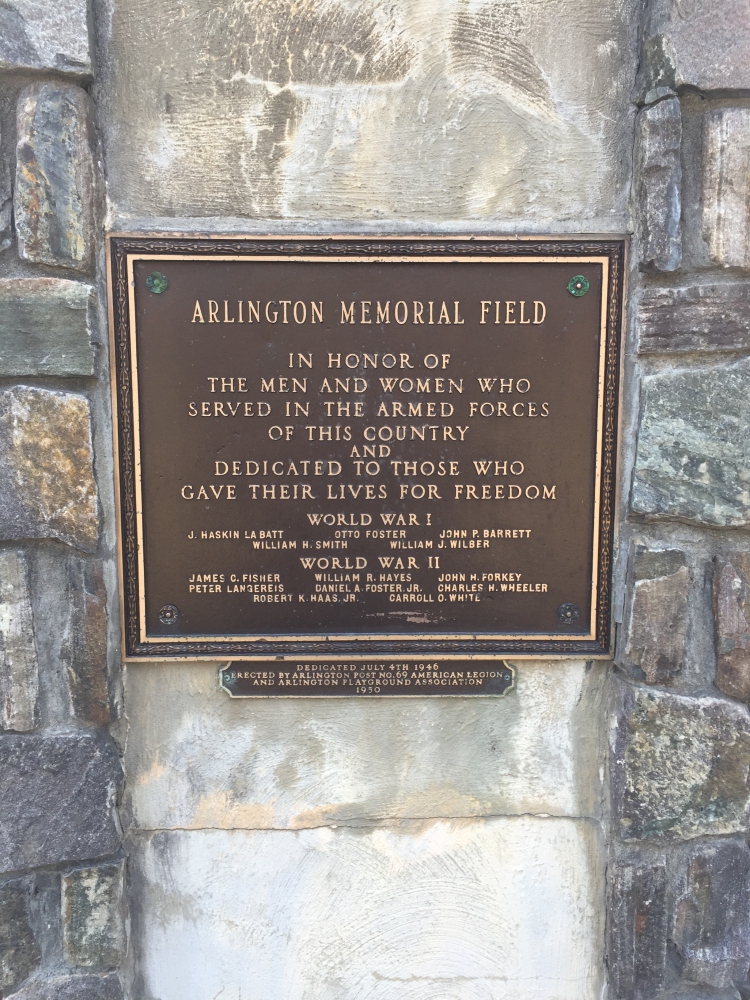 ARLINGTON MEMORIAL FIELD
IN HONOR OF
THE MEN AND WOMEN WHO
SERVED IN THE ARMED FORCES
OF THIS COUNTRY
AND
DEDICATED TO THOSE WHO
GAVE THEIR LIVES FOR FREEDOM
WORLD WAR I
J. HASKIN LA BATT OTTO FOSTER JOHN P. BARRETT
WILLIAM H. SMITH WILLIAM J. WILBER
WORLD WAR II
JAMES C. FISHER WILLIAM R. HAYES JOHN H. FORKEY
PETER LANGEREIS DANIEL A. FOSTER, JR. CHARLES H. WHEELER
ROBERT K. HAAS, JR. CARROLL O. WHITE
DEDICATED JULY 4TH 1946
ERECTED BY ARLINGTON POST NO. 69 AMERICAN LEGION
AND ARLINGTON PLAYGROUND ASSOCIATION
1950